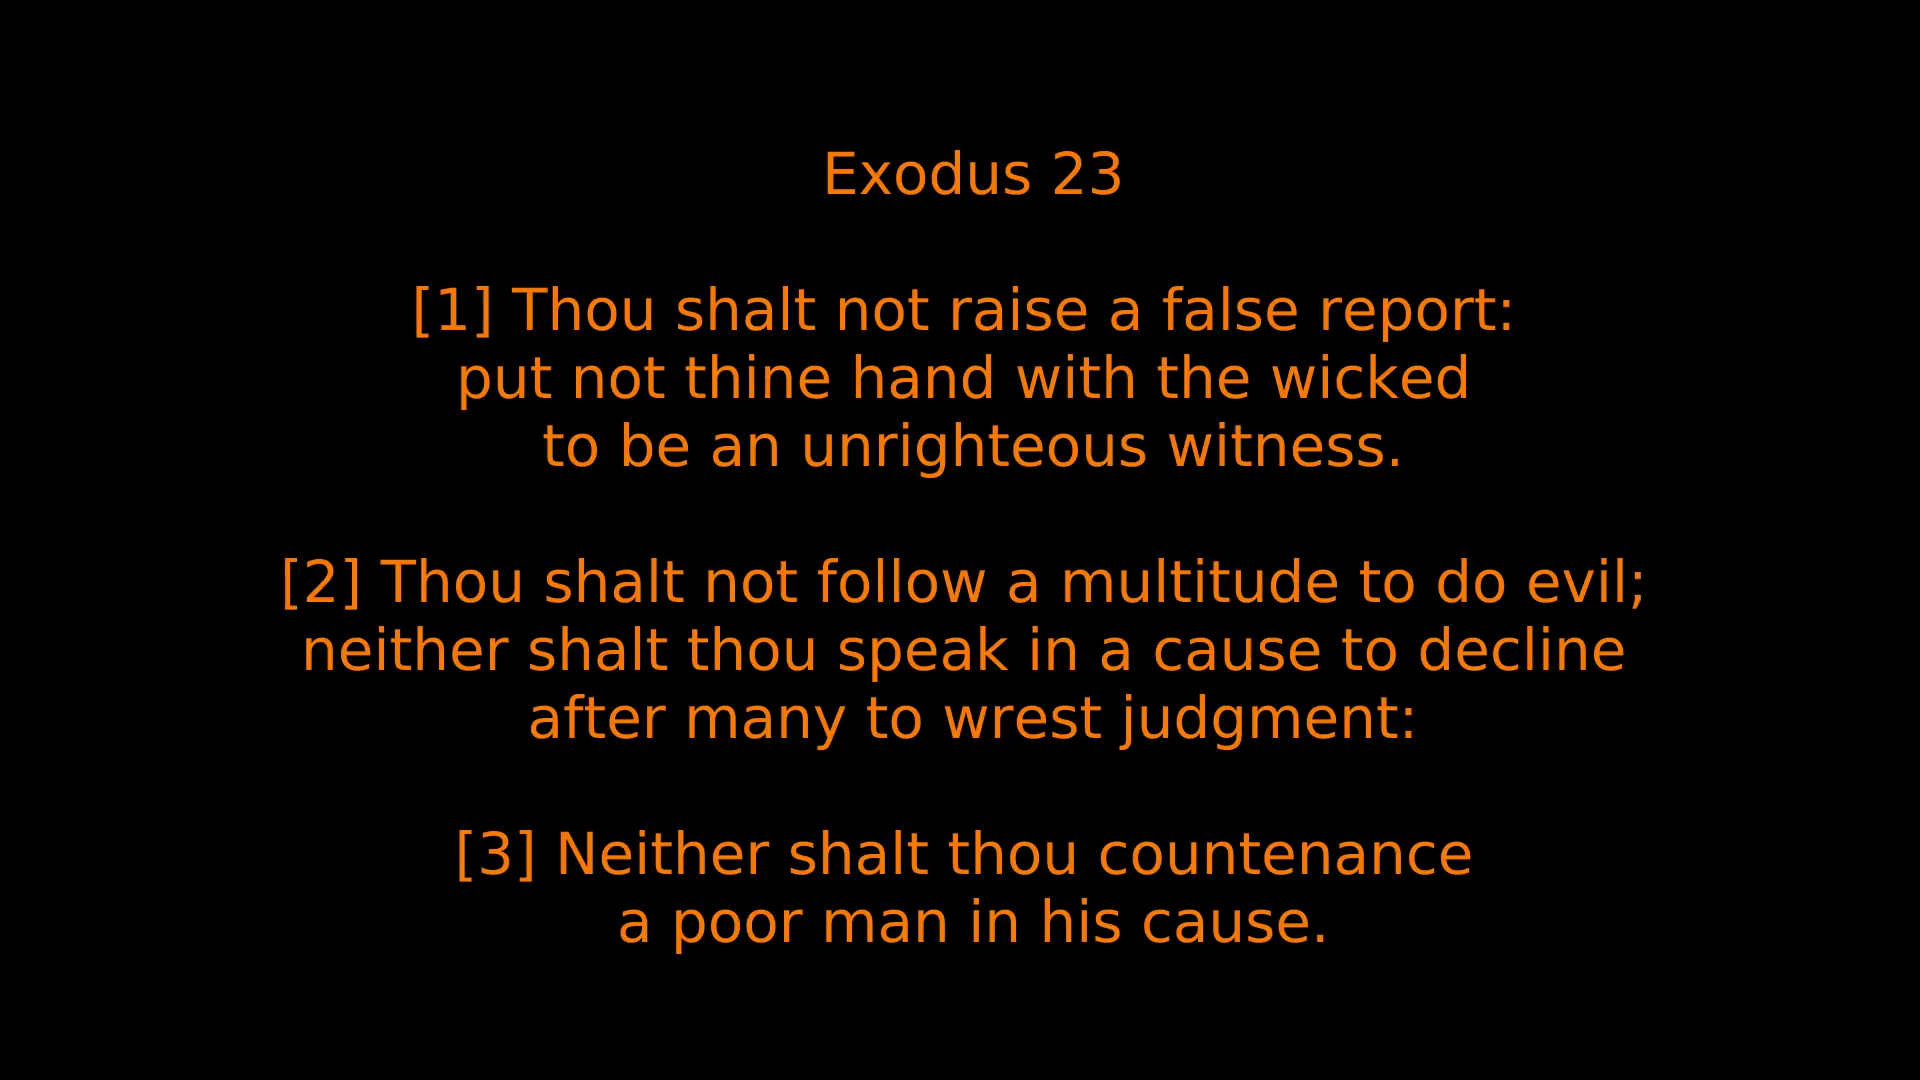 Exodus 23
[1] Thou shalt not raise a false report:
put not thine hand with the wicked
to be an unrighteous witness.
[2] Thou shalt not follow a multitude to do evil;
neither shalt thou speak in a cause to decline
after many to wrest judgment:
[3] Neither shalt thou countenance
a poor man in his cause.